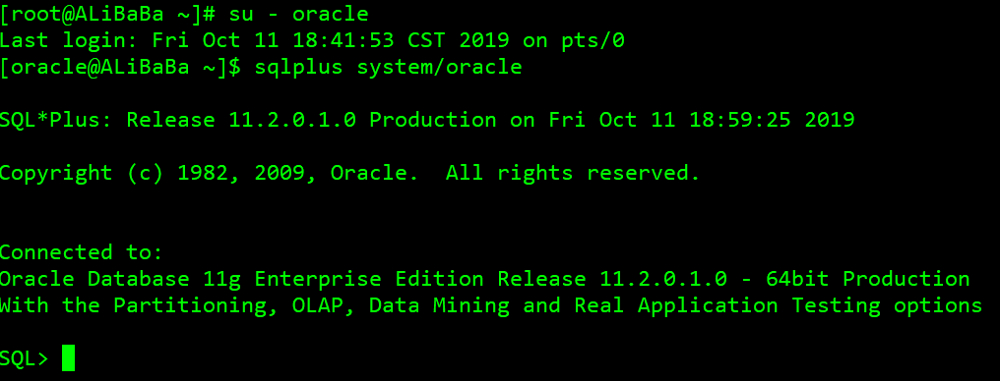 [root@ALiBaBa ~]# su - oracle
Last login: Fri Oct 11 18:41:53 CST 2019 on pts/0
[oracle@ALiBaBa ~]$ sqlplus system/oracle
SQL*Plus: Release 11.2.0.1.0 Production on Fri Oct 11 18:59:25 2019
Copyright (c) 1982, 2009, Oracle.  All rights reserved.
Connected to:
Oracle Database 11g Enterprise Edition Release 11.2.0.1.0 - 64bit Production
With the Partitioning, OLAP, Data Mining and Real Application Testing options
SQL>